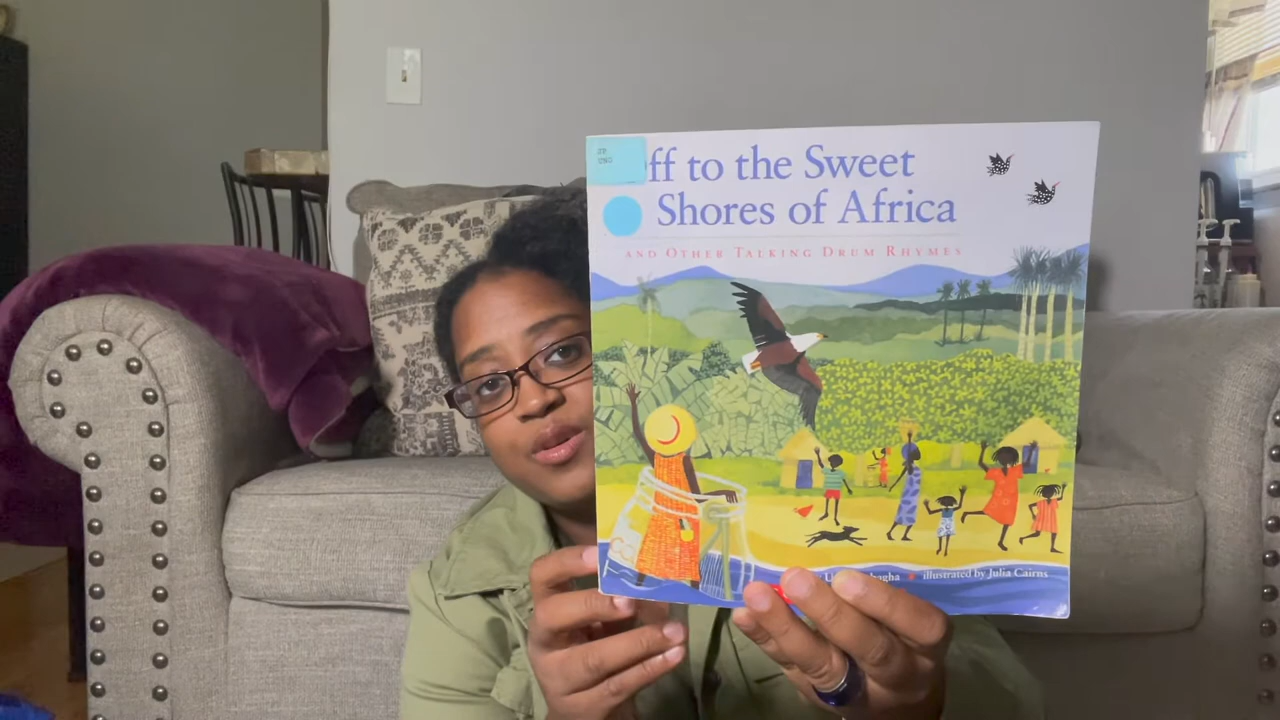 ff to the Sweet
Shores of Africa
AND OTHER TALKING DRUM RHYMES
illustrated by Julia Cairns